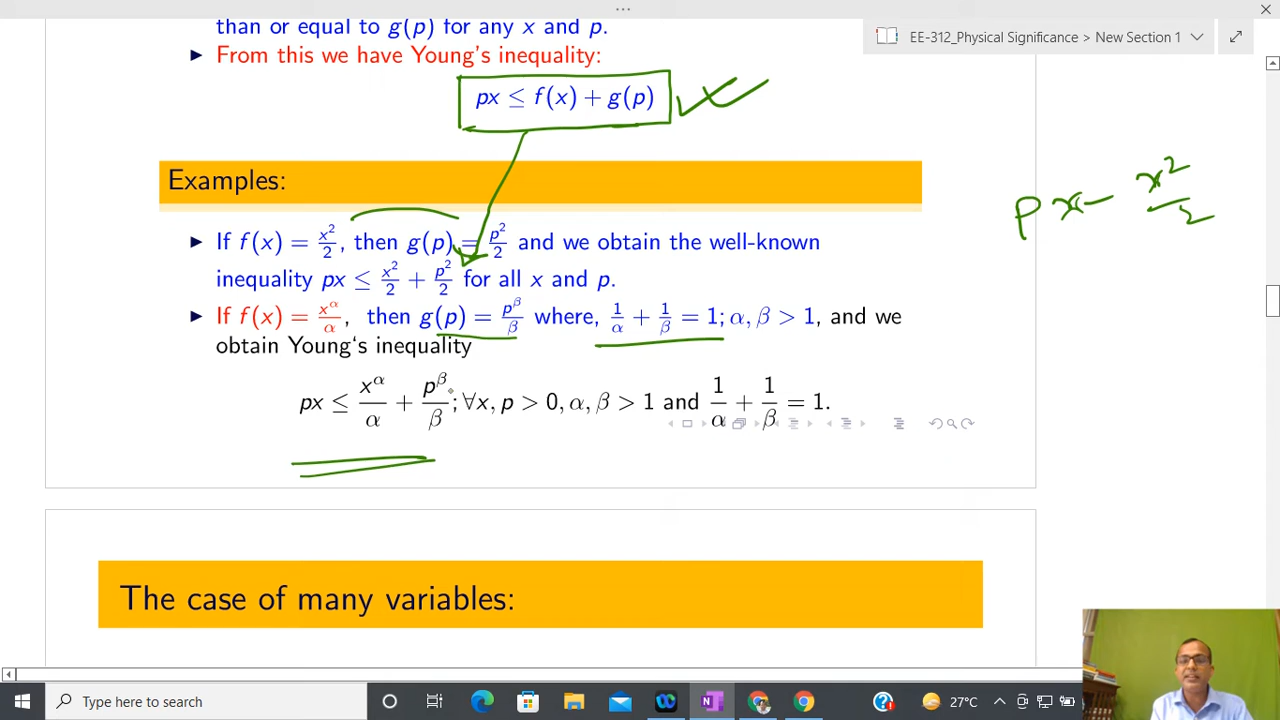 than or equal to g(p) for any x and p.
EE-312_Physical Significance > New Section 1
▶ From this we have Young's inequality:
px ≤ f(x) + g(p)
Examples:
px - x²/2
▶ If f(x) = x²/2, then g(p) = p²/2 and we obtain the well-known
inequality px ≤ x²/2 + p²/2 for all x and p.
▶ If f(x) = x^α/α, then g(p) = p^β/β where, 1/α + 1/β = 1; α, β > 1, and we
obtain Young‘s inequality
px ≤ x^α/α + p^β/β; ∀x, p > 0, α, β > 1 and 1/α + 1/β = 1.
The case of many variables:
Type here to search
27°C